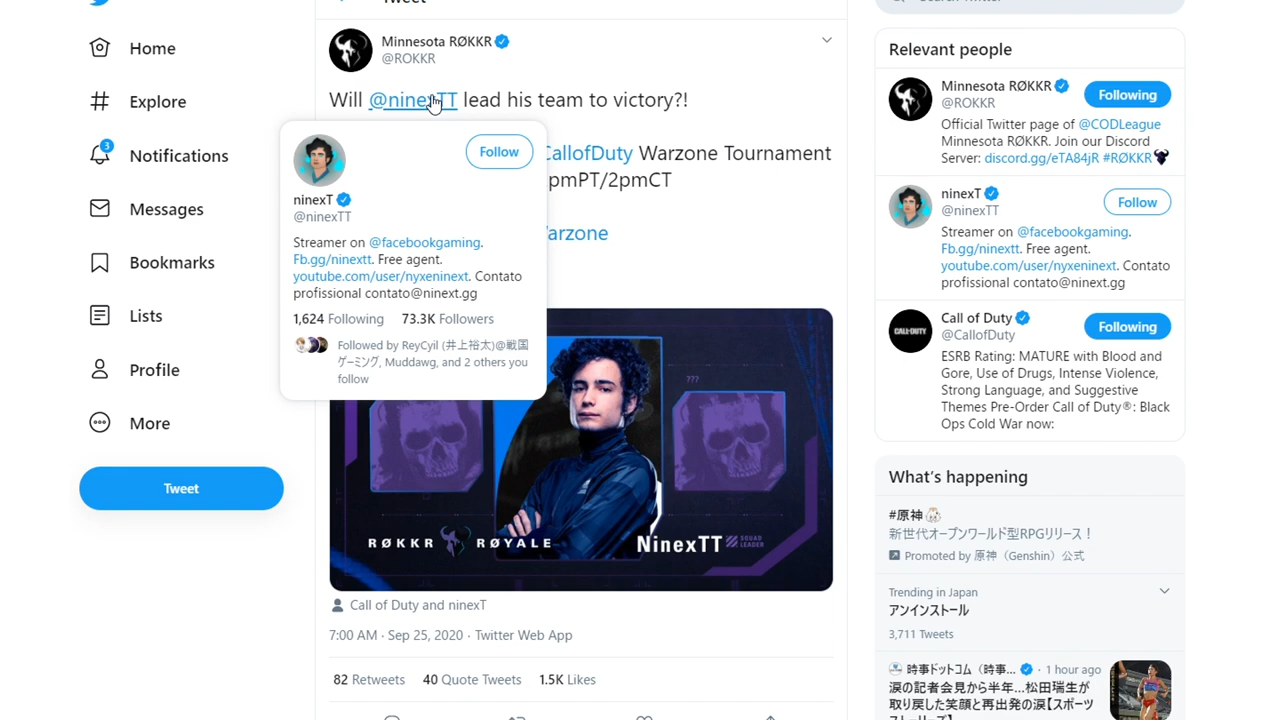 Home
Explore
3
Notifications
Messages
Bookmarks
Lists
Profile
More
Tweet
Tweet
Minnesota RØKKR
@ROKKR
Will @ninexTT lead his team to victory?!
CallofDuty Warzone Tournament
pmPT/2pmCT
arzone
Follow
ninexT
@ninexTT
Streamer on @facebookgaming.
Fb.gg/ninextt. Free agent.
youtube.com/user/nyxeninext. Contato
profissional contato@ninext.gg
1,624 Following 73.3K Followers
Followed by ReyCyil (井上裕太)@戦国
ゲーミング, Muddawg, and 2 others you
follow
???
RØKKR RØYALE
NinexTT SQUAD
LEADER
Call of Duty and ninexT
7:00 AM · Sep 25, 2020 · Twitter Web App
82 Retweets 40 Quote Tweets 1.5K Likes
Search Twitter
Relevant people
Minnesota RØKKR
@ROKKR
Following
Official Twitter page of @CODLeague
Minnesota RØKKR. Join our Discord
Server: discord.gg/eTA84jR #RØKKR
ninexT
@ninexTT
Follow
Streamer on @facebookgaming.
Fb.gg/ninextt. Free agent.
youtube.com/user/nyxeninext. Contato
profissional contato@ninext.gg
CALL·DUTY
Call of Duty
@CallofDuty
Following
ESRB Rating: MATURE with Blood and
Gore, Use of Drugs, Intense Violence,
Strong Language, and Suggestive
Themes Pre-Order Call of Duty®: Black
Ops Cold War now:
What's happening
#原神
新世代オープンワールド型RPGリリース！
Promoted by 原神（Genshin）公式
Trending in Japan
アンインストール
3,711 Tweets
時事ドットコム（時事... · 1 hour ago
涙の記者会見から半年...松田瑞生が
取り戻した笑顔と再出発の涙【スポーツ
ストーリーズ】